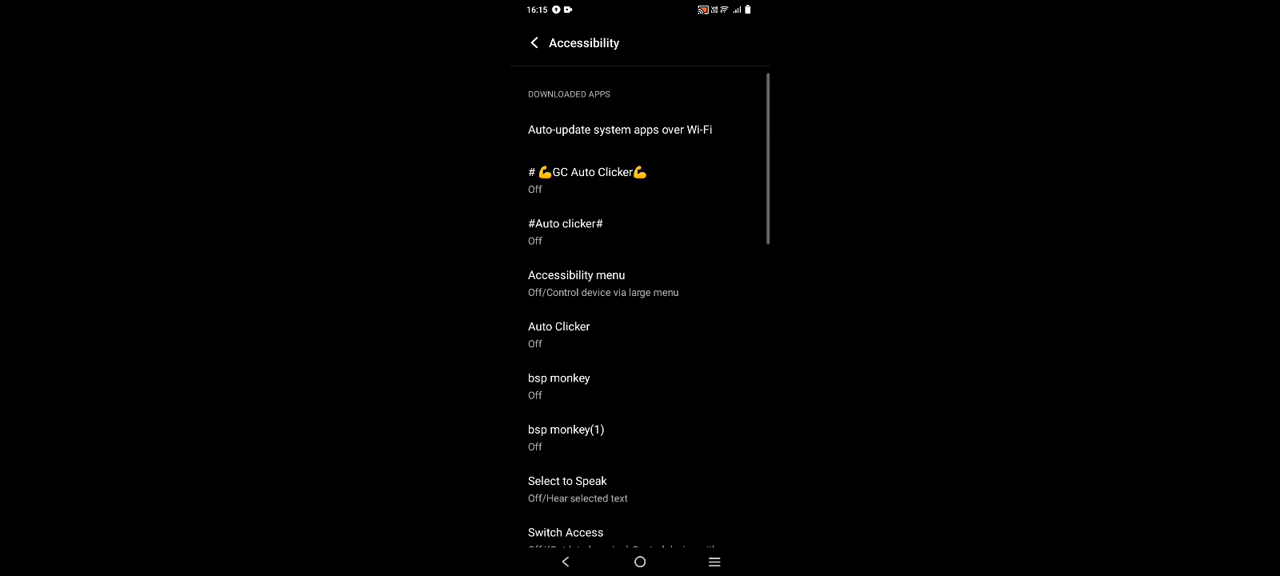 16:15
Accessibility
DOWNLOADED APPS
Auto-update system apps over Wi-Fi
# 💪GC Auto Clicker💪
Off
#Auto clicker#
Off
Accessibility menu
Off/Control device via large menu
Auto Clicker
Off
bsp monkey
Off
bsp monkey(1)
Off
Select to Speak
Off/Hear selected text
Switch Access